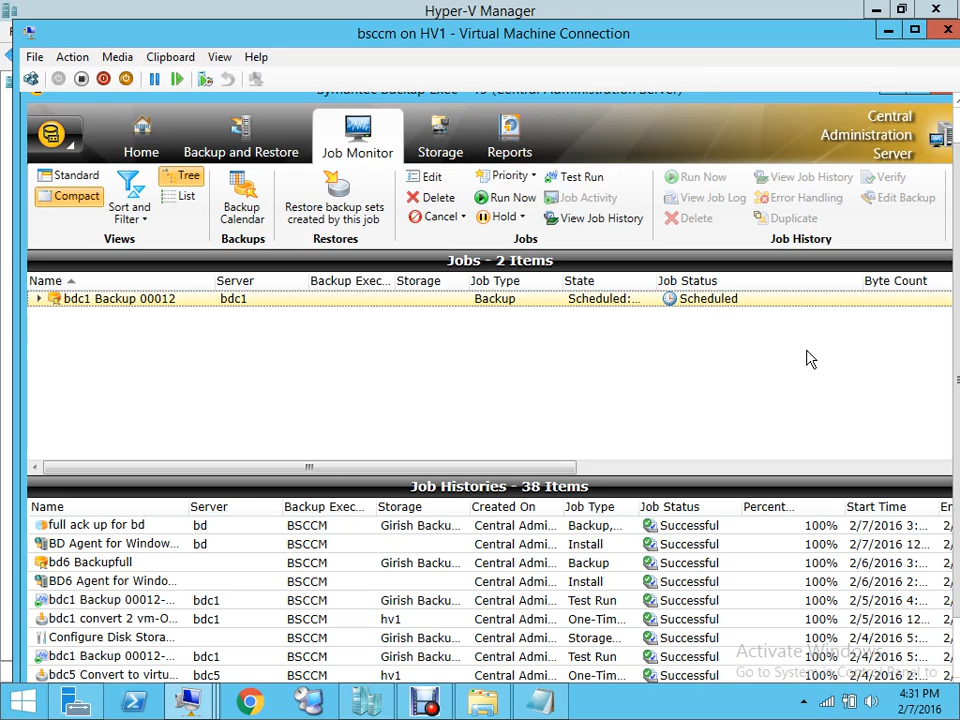 Hyper-V Manager
bsccm on HV1 - Virtual Machine Connection
File Action Media Clipboard View Help
Symantec Backup Exec - 15 (Central Administration Server)
Home Backup and Restore Job Monitor Storage Reports
Central Administration Server
Standard
Compact
Sort and Filter
Tree
List
Views
Backup Calendar
Backups
Restore backup sets created by this job
Restores
Edit Priority Test Run
Delete Run Now Job Activity
Cancel Hold View Job History
Jobs
Run Now View Job History Verify
View Job Log Error Handling Edit Backup
Delete Duplicate
Job History
Jobs - 2 Items
Name Server Backup Exec... Storage Job Type State Job Status Byte Count
bdc1 Backup 00012 bdc1 Backup Scheduled:... Scheduled
Job Histories - 38 Items
Name Server Backup Exec... Storage Created On Job Type Job Status Percent... Start Time
full ack up for bd bd BSCCM Girish Backu... Central Admi... Backup,... Successful 100% 2/7/2016 3:...
BD Agent for Window... bd BSCCM Central Admi... Install Successful 100% 2/7/2016 12...
bd6 Backupfull BSCCM Girish Backu... Central Admi... Backup Successful 100% 2/6/2016 3:...
BD6 Agent for Windo... BSCCM Central Admi... Install Successful 100% 2/6/2016 2:...
bdc1 Backup 00012-... bdc1 BSCCM Girish Backu... Central Admi... Test Run Successful 100% 2/5/2016 4:...
bdc1 convert 2 vm-O... bdc1 BSCCM hv1 Central Admi... One-Tim... Successful 100% 2/5/2016 12...
Configure Disk Stora... BSCCM Girish Backu... Central Admi... Storage... Successful 100% 2/4/2016 5:...
bdc1 Backup 00012-... bdc1 BSCCM Girish Backu... Central Admi... Test Run Successful 100% 2/4/2016 5:...
bdc5 Convert to virtu... bdc5 BSCCM hv1 Central Admi... One-Tim... Successful 100% 2/4/2016 2:...
Activate Windows
Go to System Control Panel to
4:31 PM
2/7/2016